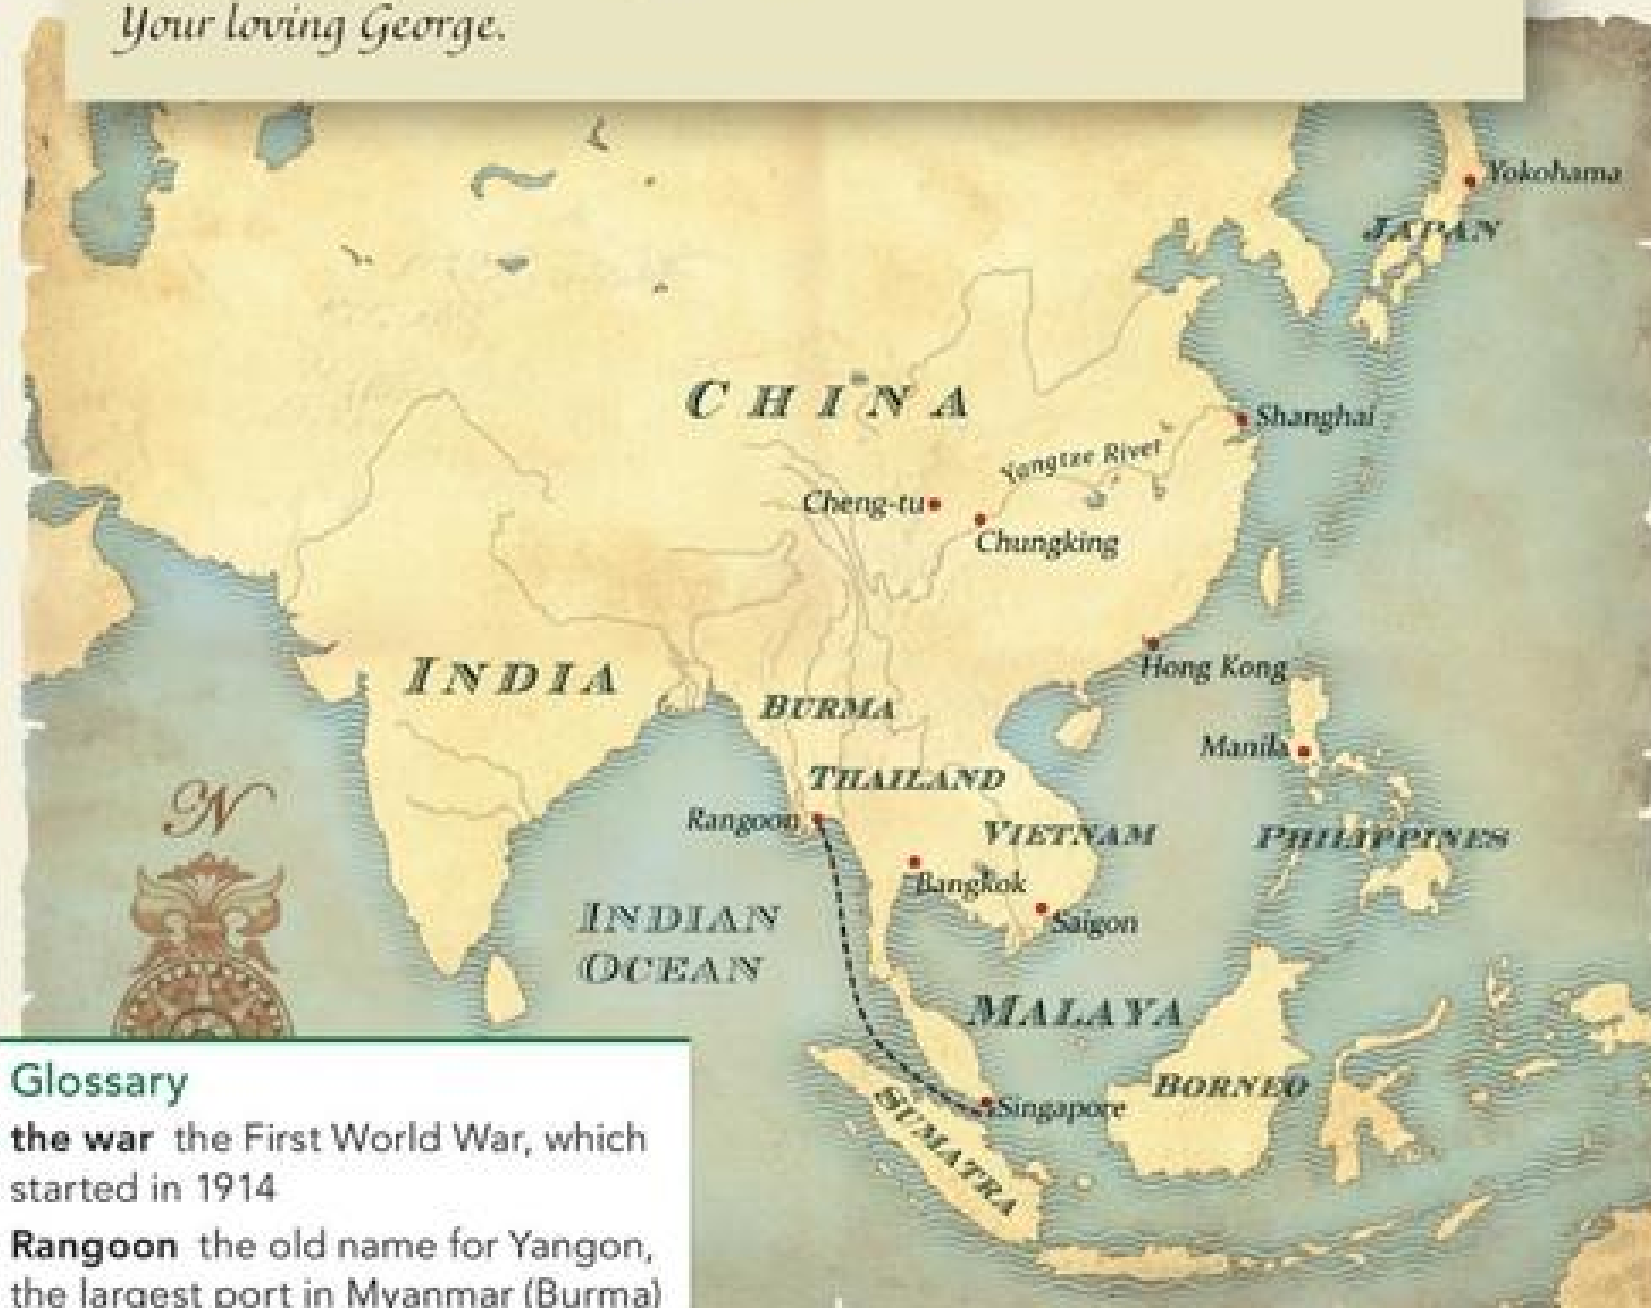 Your loving George.
Yokohama
JAPAN
CHINA
Shanghai
Yangtze River
Cheng-tu
Chungking
Hong Kong
INDIA
BURMA
Manila
THAILAND
N
Rangoon
VIETNAM
PHILIPPINES
Bangkok
INDIAN
OCEAN
Saigon
MALAYA
BORNEO
Singapore
SUMATRA
Glossary
the war the First World War, which
started in 1914
Rangoon the old name for Yangon,
the largest port in Myanmar (Burma)